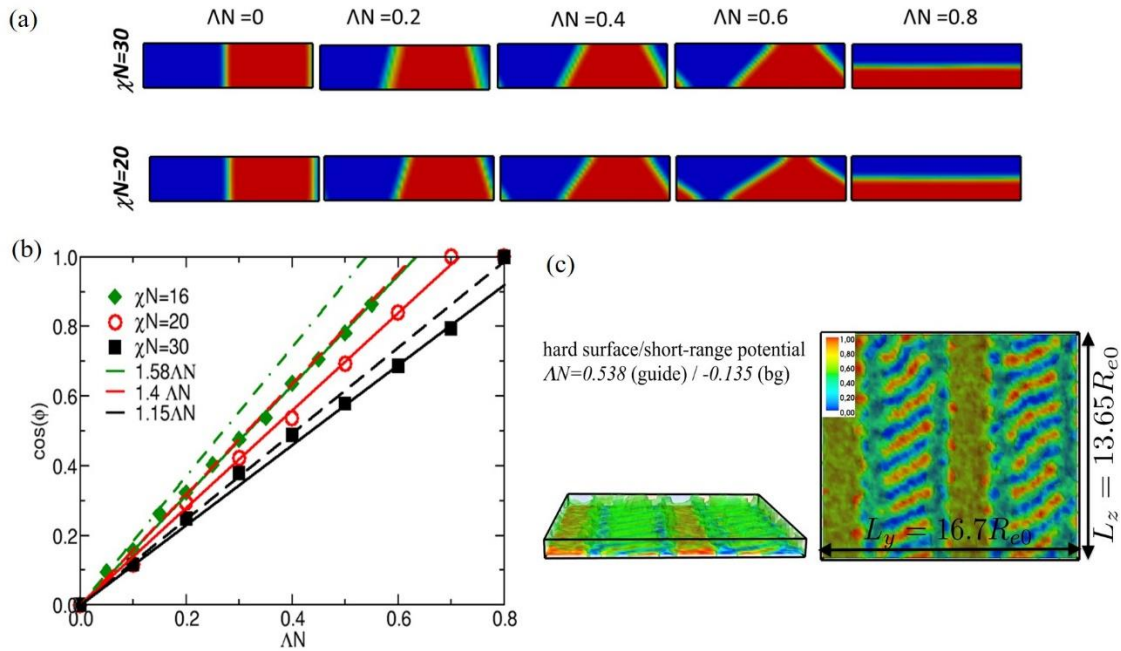 (a)
ΛN =0 ΛN =0.2 ΛN =0.4 ΛN =0.6 ΛN =0.8
χN=30
χN=20
(b)
cos(ϕ)
1.0
0.8
0.6
0.4
0.2
0.0
χN=16
χN=20
χN=30
1.58ΛN
1.4 ΛN
1.15ΛN
0.0 0.2 0.4 0.6 0.8
ΛN
(c)
hard surface/short-range potential
ΛN=0.538 (guide) / -0.135 (bg)
1,00
0,80
0,60
0,40
0,20
0,00
L_y = 16.7R_{e0}
L_z = 13.65R_{e0}